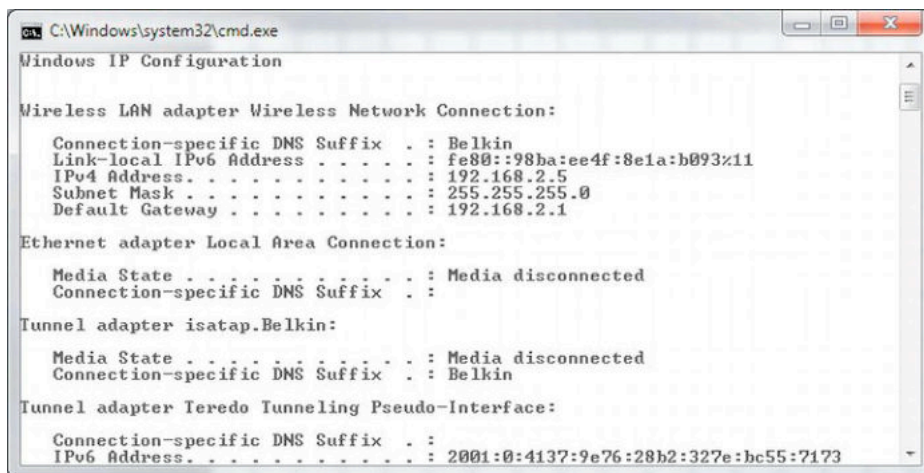 C:\Windows\system32\cmd.exe
Windows IP Configuration
Wireless LAN adapter Wireless Network Connection:
Connection-specific DNS Suffix . : Belkin
Link-local IPv6 Address . . . . . : fe80::98ba:ee4f:8e1a:b093%11
IPv4 Address. . . . . . . . . . . : 192.168.2.5
Subnet Mask . . . . . . . . . . . : 255.255.255.0
Default Gateway . . . . . . . . . : 192.168.2.1
Ethernet adapter Local Area Connection:
Media State . . . . . . . . . . . : Media disconnected
Connection-specific DNS Suffix . :
Tunnel adapter isatap.Belkin:
Media State . . . . . . . . . . . : Media disconnected
Connection-specific DNS Suffix . : Belkin
Tunnel adapter Teredo Tunneling Pseudo-Interface:
Connection-specific DNS Suffix . :
IPv6 Address. . . . . . . . . . . : 2001:0:4137:9e76:28b2:327e:bc55:7173